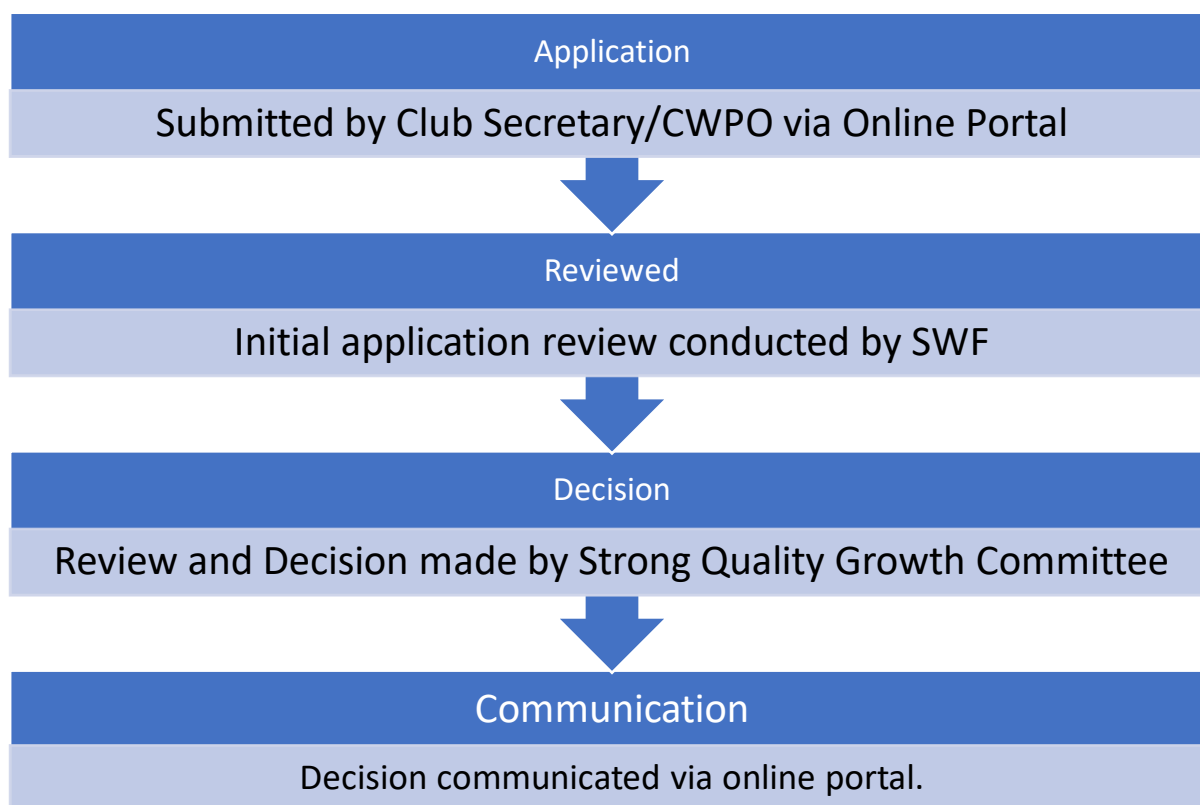 Application
Submitted by Club Secretary/CWPO via Online Portal
Reviewed
Initial application review conducted by SWF
Decision
Review and Decision made by Strong Quality Growth Committee
Communication
Decision communicated via online portal.